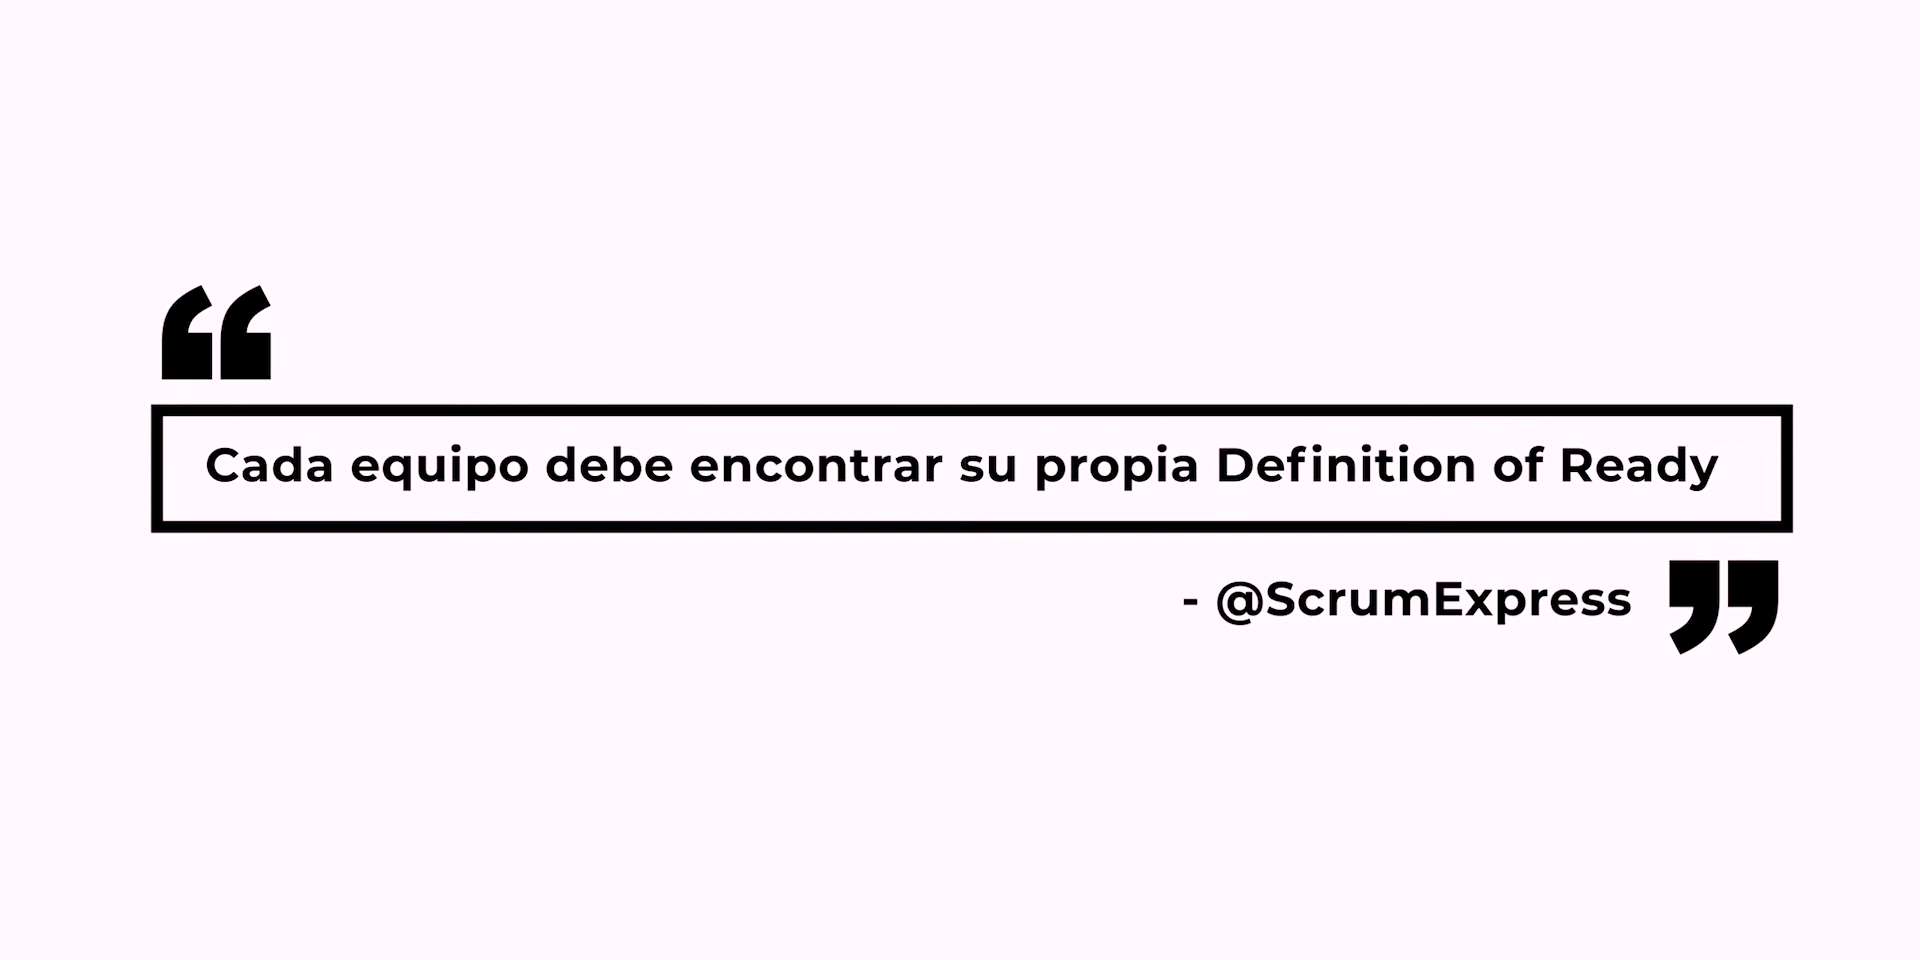 Cada equipo debe encontrar su propia Definition of Ready
- @ScrumExpress